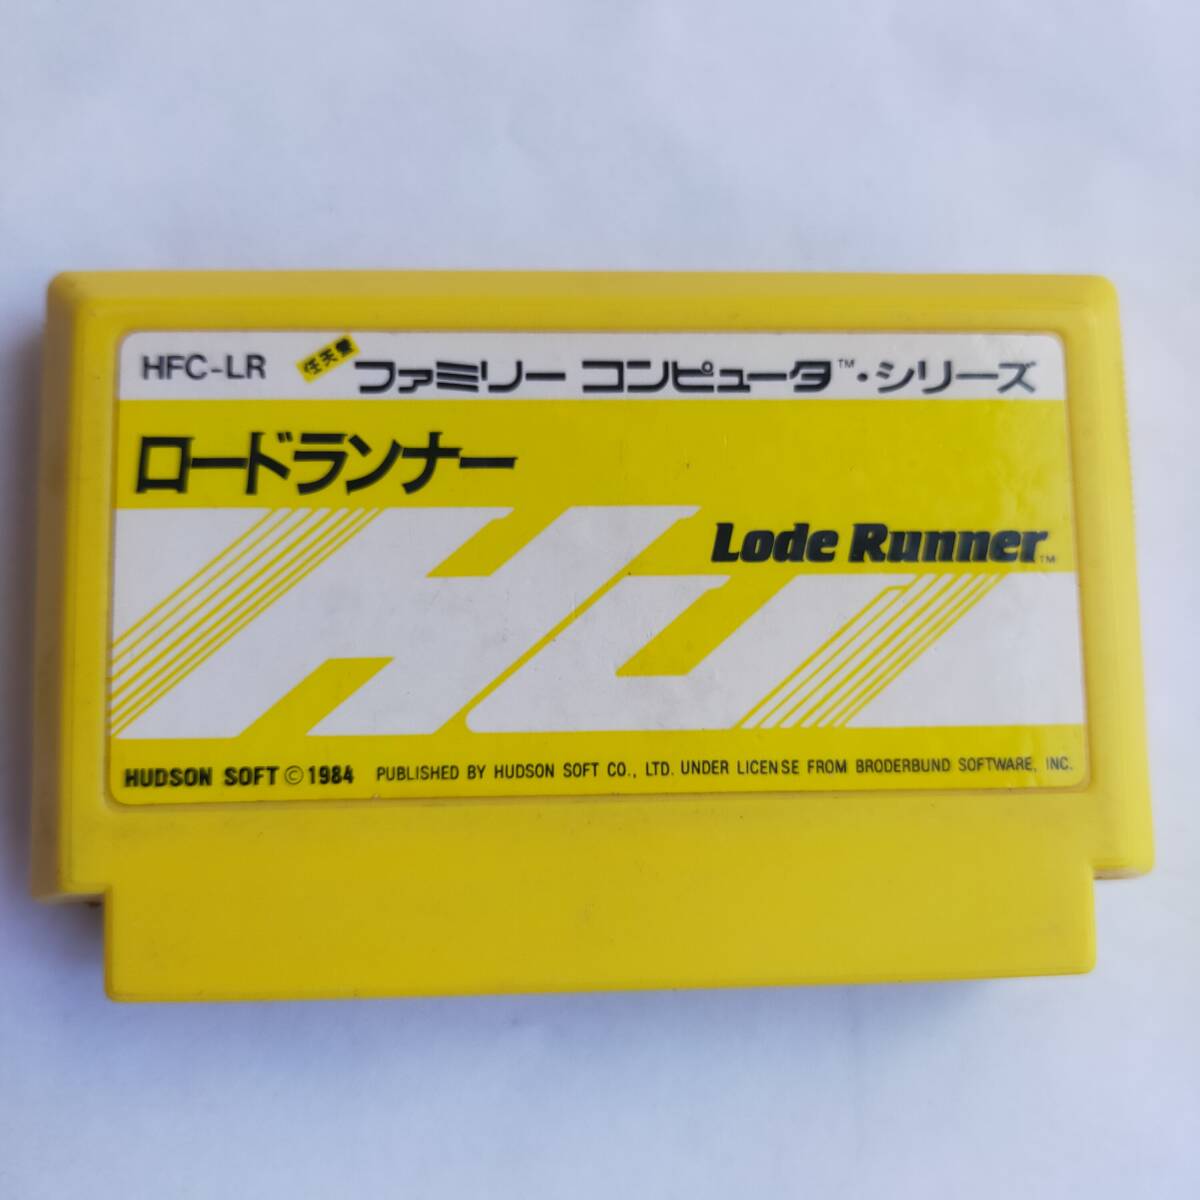 HFC-LR 任天堂 ファミリー コンピュータ™・シリーズ
ロードランナー
Lode Runner™
HUDSON SOFT © 1984 PUBLISHED BY HUDSON SOFT CO., LTD. UNDER LICENSE FROM BRODERBUND SOFTWARE, INC.